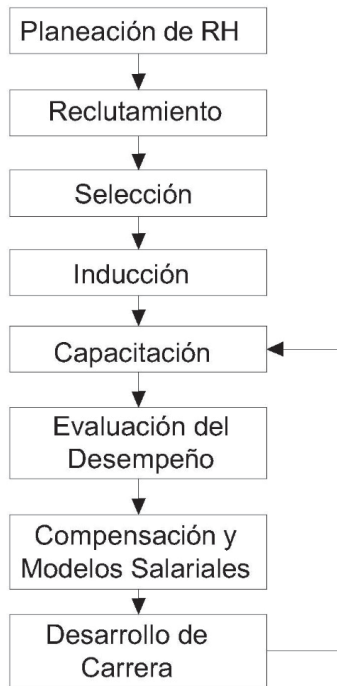 Planeación de RH
Reclutamiento
Selección
Inducción
Capacitación
Evaluación del
Desempeño
Compensación y
Modelos Salariales
Desarrollo de
Carrera